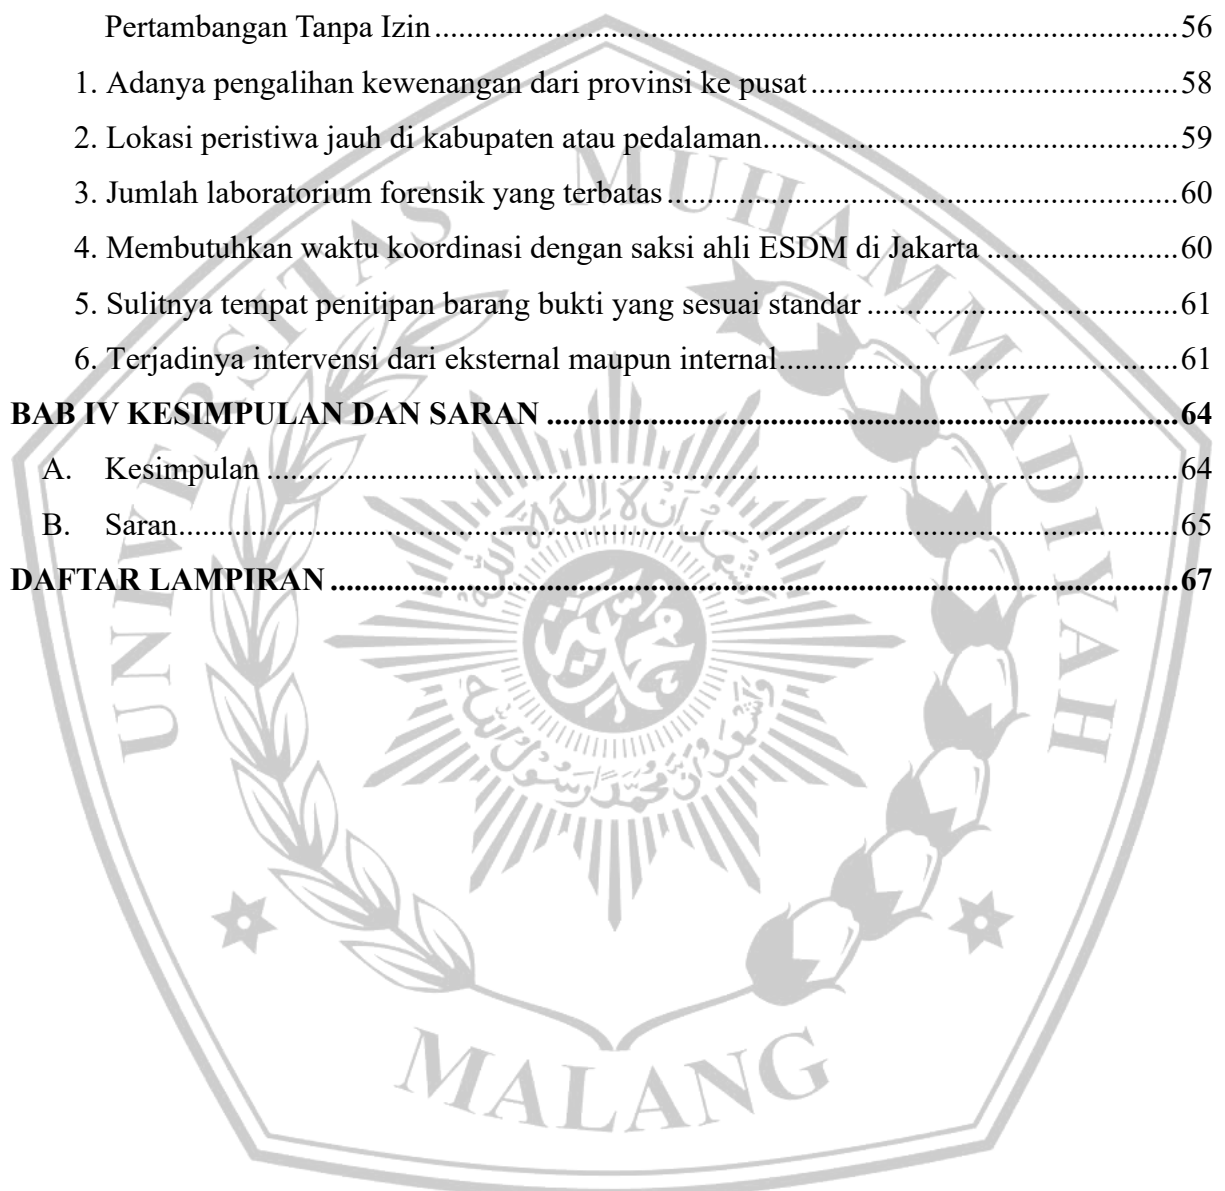 Pertambangan Tanpa Izin ........ 56
1. Adanya pengalihan kewenangan dari provinsi ke pusat ........ 58
2. Lokasi peristiwa jauh di kabupaten atau pedalaman ........ 59
3. Jumlah laboratorium forensik yang terbatas ........ 60
4. Membutuhkan waktu koordinasi dengan saksi ahli ESDM di Jakarta ........ 60
5. Sulitnya tempat penitipan barang bukti yang sesuai standar ........ 61
6. Terjadinya intervensi dari eksternal maupun internal ........ 61
BAB IV KESIMPULAN DAN SARAN ........ 64
A. Kesimpulan ........ 64
B. Saran ........ 65
DAFTAR LAMPIRAN ........ 67
UNIVERSITAS MUHAMMADIYAH
MALANG